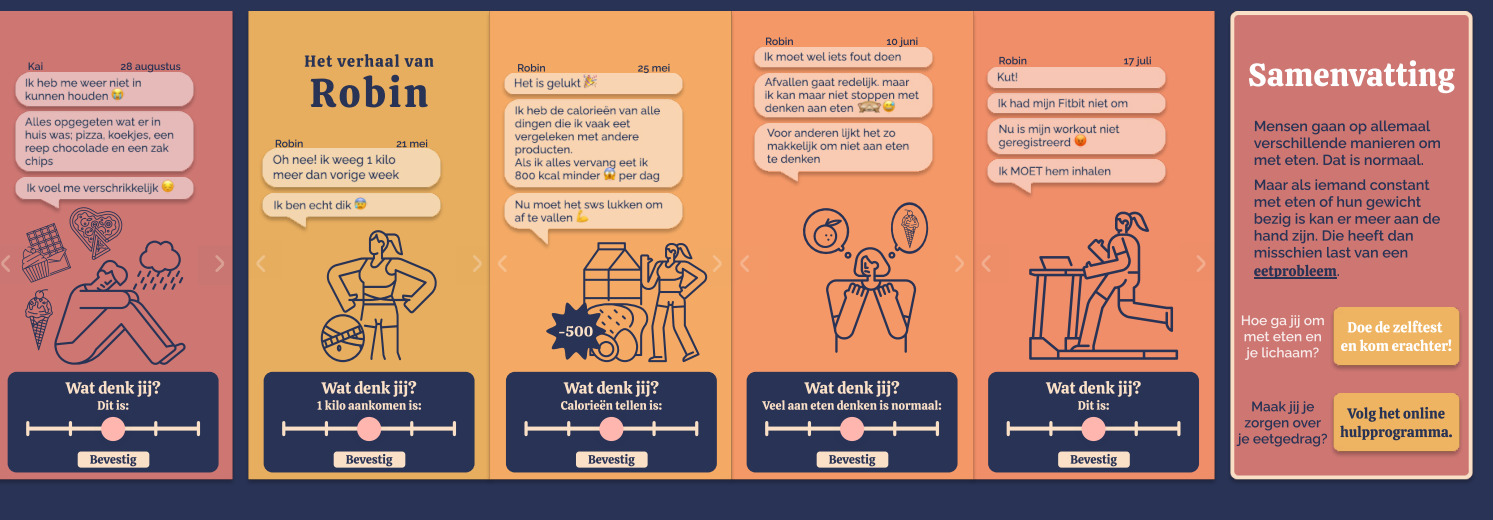 Kai 28 augustus
Ik heb me weer niet in
kunnen houden 😭
Alles opgegeten wat er in
huis was; pizza, koekjes, een
reep chocolade en een zak
chips
Ik voel me verschrikkelijk 😔
Wat denk jij?
Dit is:
Bevestig
Het verhaal van
Robin
Robin 21 mei
Oh nee! ik weeg 1 kilo
meer dan vorige week
Ik ben echt dik 😰
Wat denk jij?
1 kilo aankomen is:
Bevestig
Robin 25 mei
Het is gelukt 🎉
Ik heb de calorieën van alle
dingen die ik vaak eet
vergeleken met andere
producten.
Als ik alles vervang eet ik
800 kcal minder 😱 per dag
Nu moet het sws lukken om
af te vallen 💪
-500
Wat denk jij?
Calorieën tellen is:
Bevestig
Robin 10 juni
Ik moet wel iets fout doen
Afvallen gaat redelijk. maar
ik kan maar niet stoppen met
denken aan eten 🙈😅
Voor anderen lijkt het zo
makkelijk om niet aan eten
te denken
Wat denk jij?
Veel aan eten denken is normaal:
Bevestig
Robin 17 juli
Kut!
Ik had mijn Fitbit niet om
Nu is mijn workout niet
geregistreerd 😡
Ik MOET hem inhalen
Wat denk jij?
Dit is:
Bevestig
Samenvatting
Mensen gaan op allemaal
verschillende manieren om
met eten. Dat is normaal.
Maar als iemand constant
met eten of hun gewicht
bezig is kan er meer aan de
hand zijn. Die heeft dan
misschien last van een
eetprobleem.
Hoe ga jij om
met eten en
je lichaam?
Doe de zelftest
en kom erachter!
Maak jij je
zorgen over
je eetgedrag?
Volg het online
hulpprogramma.